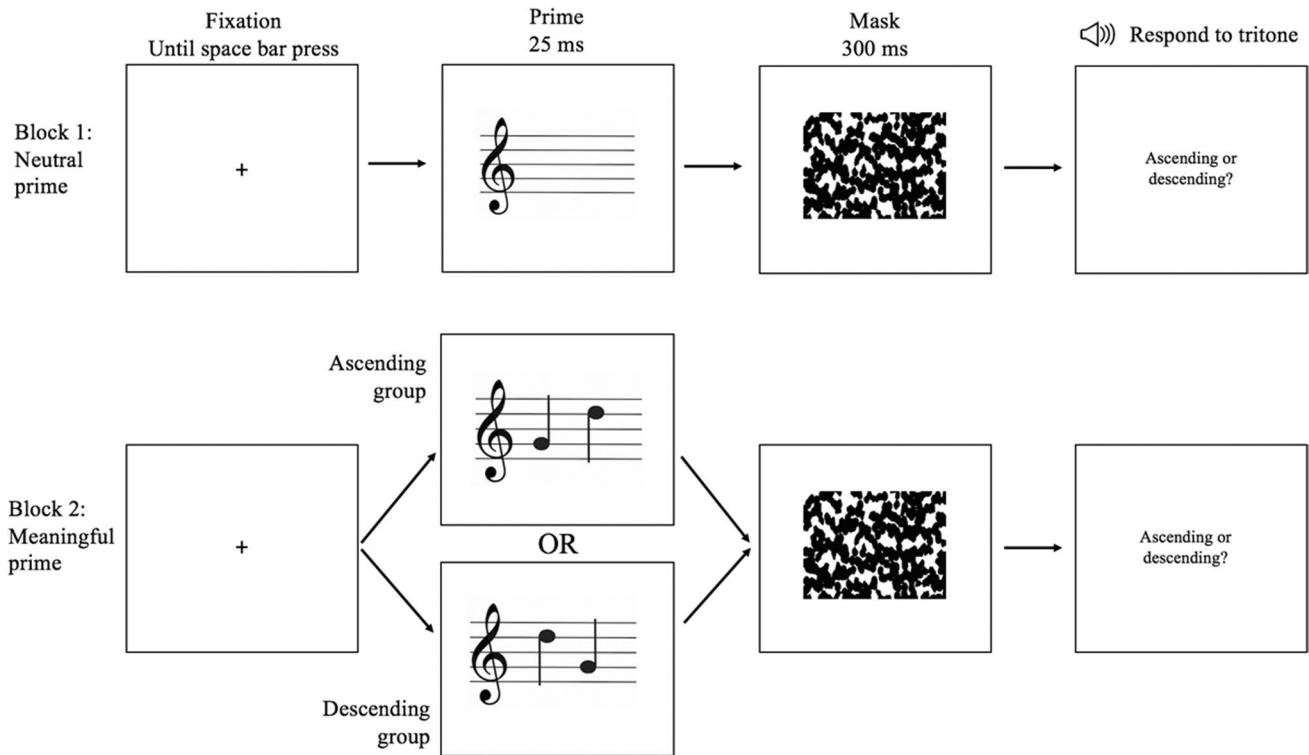 Fixation
Until space bar press
Prime
25 ms
Mask
300 ms
Respond to tritone
Block 1:
Neutral
prime
+
Ascending or
descending?
Ascending
group
Block 2:
Meaningful
prime
+
OR
Ascending or
descending?
Descending
group